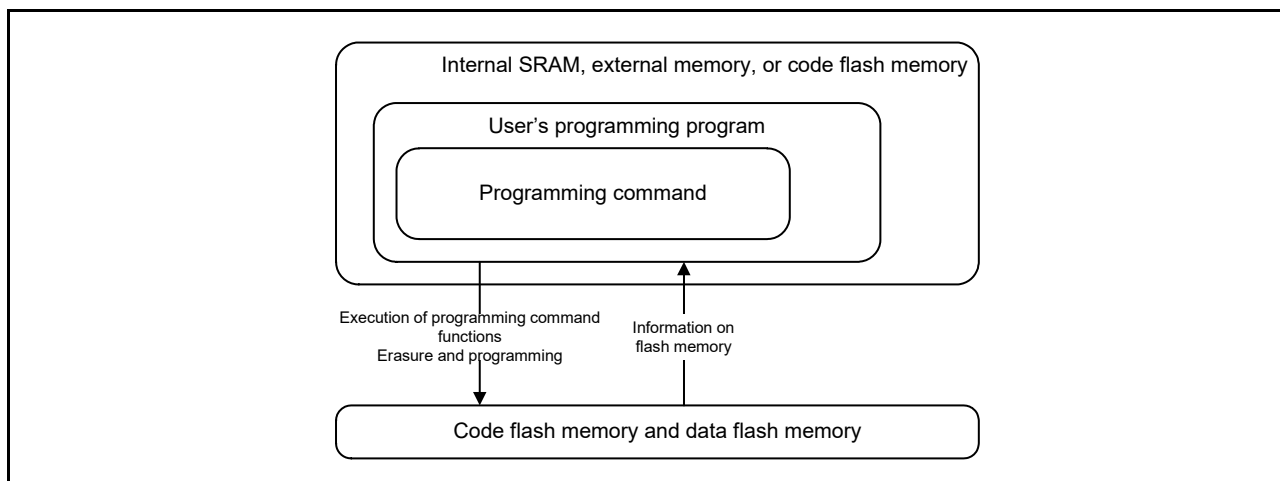 Internal SRAM, external memory, or code flash memory
User’s programming program
Programming command
Execution of programming command
functions
Erasure and programming
Information on
flash memory
Code flash memory and data flash memory